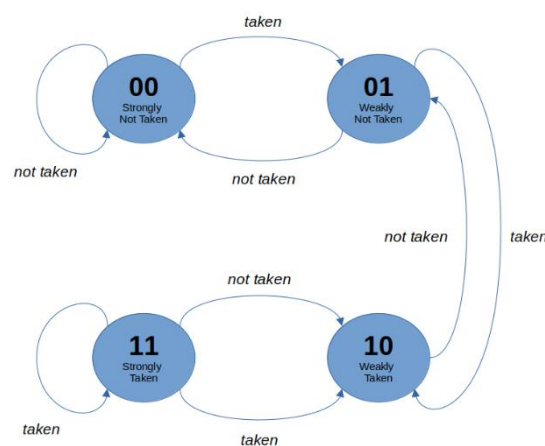 taken
00
Strongly
Not Taken
01
Weakly
Not Taken
not taken
not taken
not taken
taken
not taken
11
Strongly
Taken
10
Weakly
Taken
taken
taken